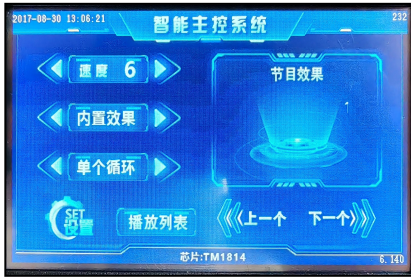 2017-08-30 13:06:21
智能主控系统
232
速度 6
节目效果
内置效果
单个循环
SET
设置
播放列表
上一个
下一个
芯片:TM1814
6.140